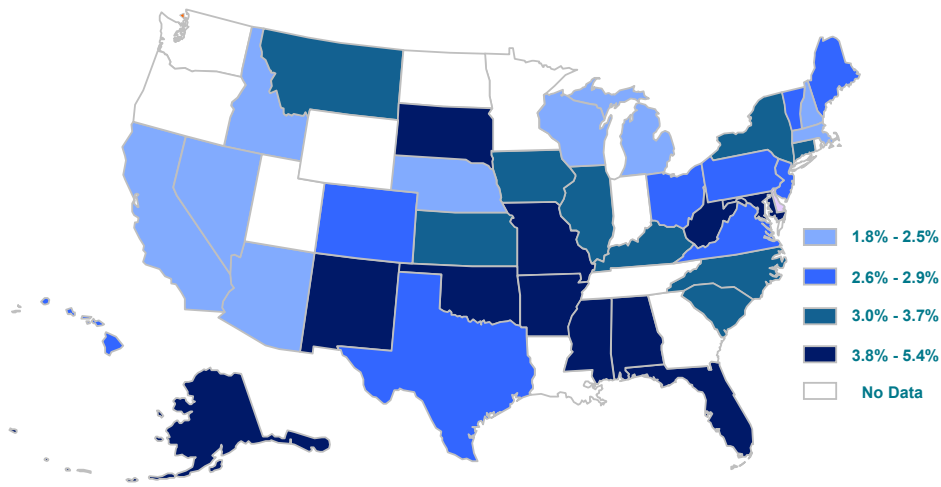 1.8% - 2.5%
2.6% - 2.9%
3.0% - 3.7%
3.8% - 5.4%
No Data